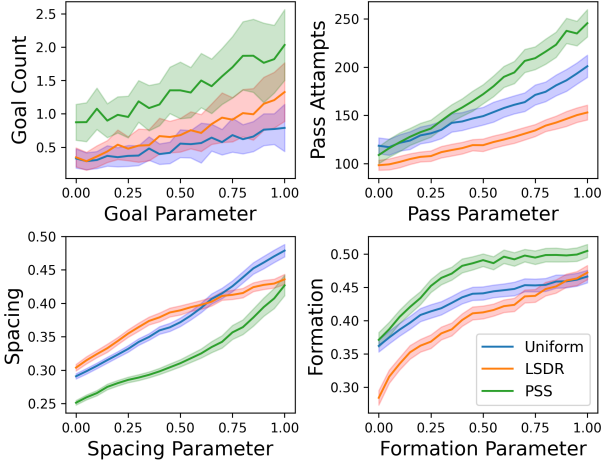 Goal Count
2.5
2.0
1.5
1.0
0.5
0.00 0.25 0.50 0.75 1.00
Goal Parameter
Pass Attampts
250
200
150
100
0.00 0.25 0.50 0.75 1.00
Pass Parameter
Spacing
0.50
0.45
0.40
0.35
0.30
0.25
0.00 0.25 0.50 0.75 1.00
Spacing Parameter
Formation
0.50
0.45
0.40
0.35
0.30
Uniform
LSDR
PSS
0.00 0.25 0.50 0.75 1.00
Formation Parameter